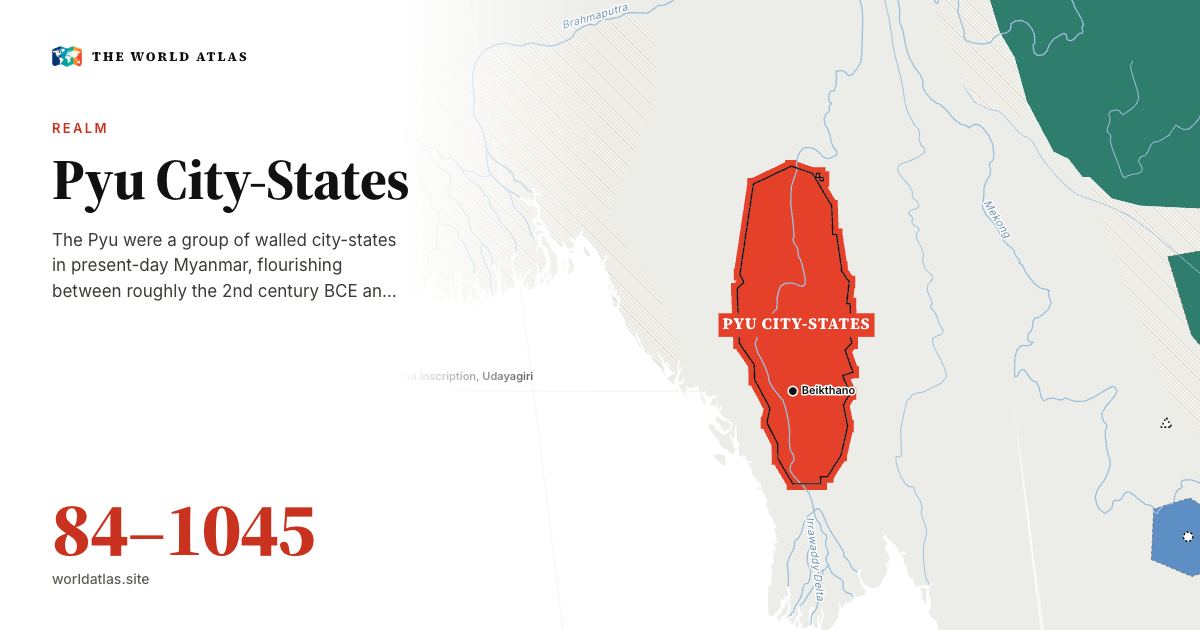 THE WORLD ATLAS
REALM
Pyu City-States
The Pyu were a group of walled city-states
in present-day Myanmar, flourishing
between roughly the 2nd century BCE an...
84–1045
worldatlas.site
Brahmaputra
Mekong
PYU CITY-STATES
inscription, Udayagiri
Beikthano
Irrawaddy Delta